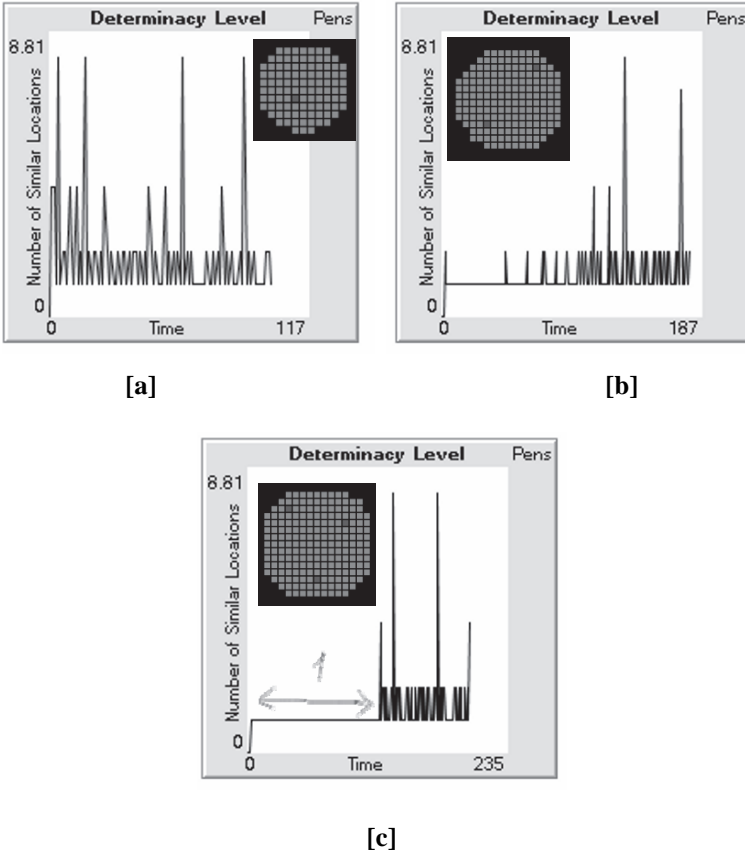 Determinacy Level Pens
8.81
Number of Similar Locations
0
0 Time 117
[a]
Determinacy Level Pens
8.81
Number of Similar Locations
0
0 Time 187
[b]
Determinacy Level Pens
8.81
Number of Similar Locations
1
0
0 Time 235
[c]